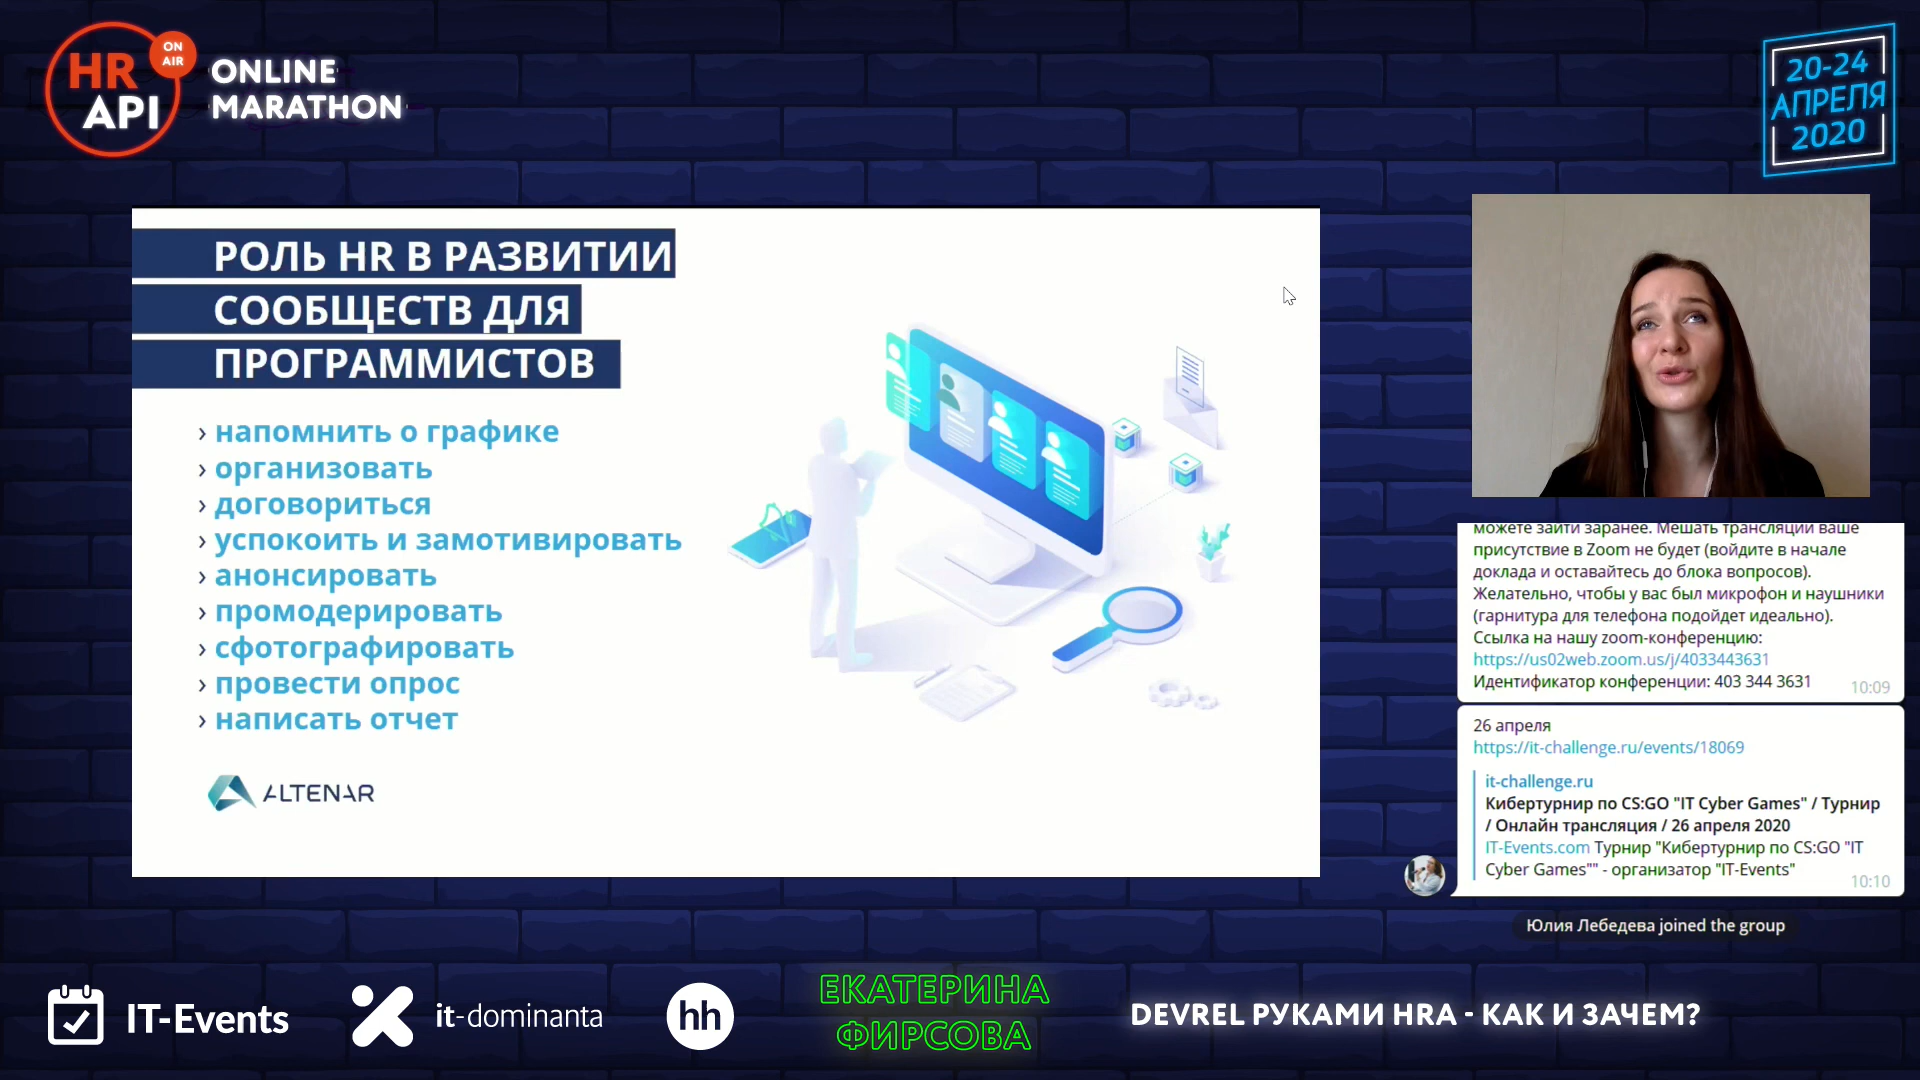 HR
API
ON
AIR
ONLINE
MARATHON
20-24
АПРЕЛЯ
2020
РОЛЬ HR В РАЗВИТИИ
СООБЩЕСТВ ДЛЯ
ПРОГРАММИСТОВ
› напомнить о графике
› организовать
› договориться
› успокоить и замотивировать
› анонсировать
› промодерировать
› сфотографировать
› провести опрос
› написать отчет
ALTENAR
можете зайти заранее. Мешать трансляции ваше
присутствие в Zoom не будет (войдите в начале
доклада и оставайтесь до блока вопросов).
Желательно, чтобы у вас был микрофон и наушники
(гарнитура для телефона подойдет идеально).
Ссылка на нашу zoom-конференцию:
https://us02web.zoom.us/j/4033443631
Идентификатор конференции: 403 344 3631
10:09
26 апреля
https://it-challenge.ru/events/18069
it-challenge.ru
Кибертурнир по CS:GO "IT Cyber Games" / Турнир
/ Онлайн трансляция / 26 апреля 2020
IT-Events.com Турнир "Кибертурнир по CS:GO "IT
Cyber Games"" - организатор "IT-Events"
10:10
Юлия Лебедева joined the group
IT-Events
it-dominanta
hh
ЕКАТЕРИНА
ФИРСОВА
DEVREL РУКАМИ HRA - КАК И ЗАЧЕМ?